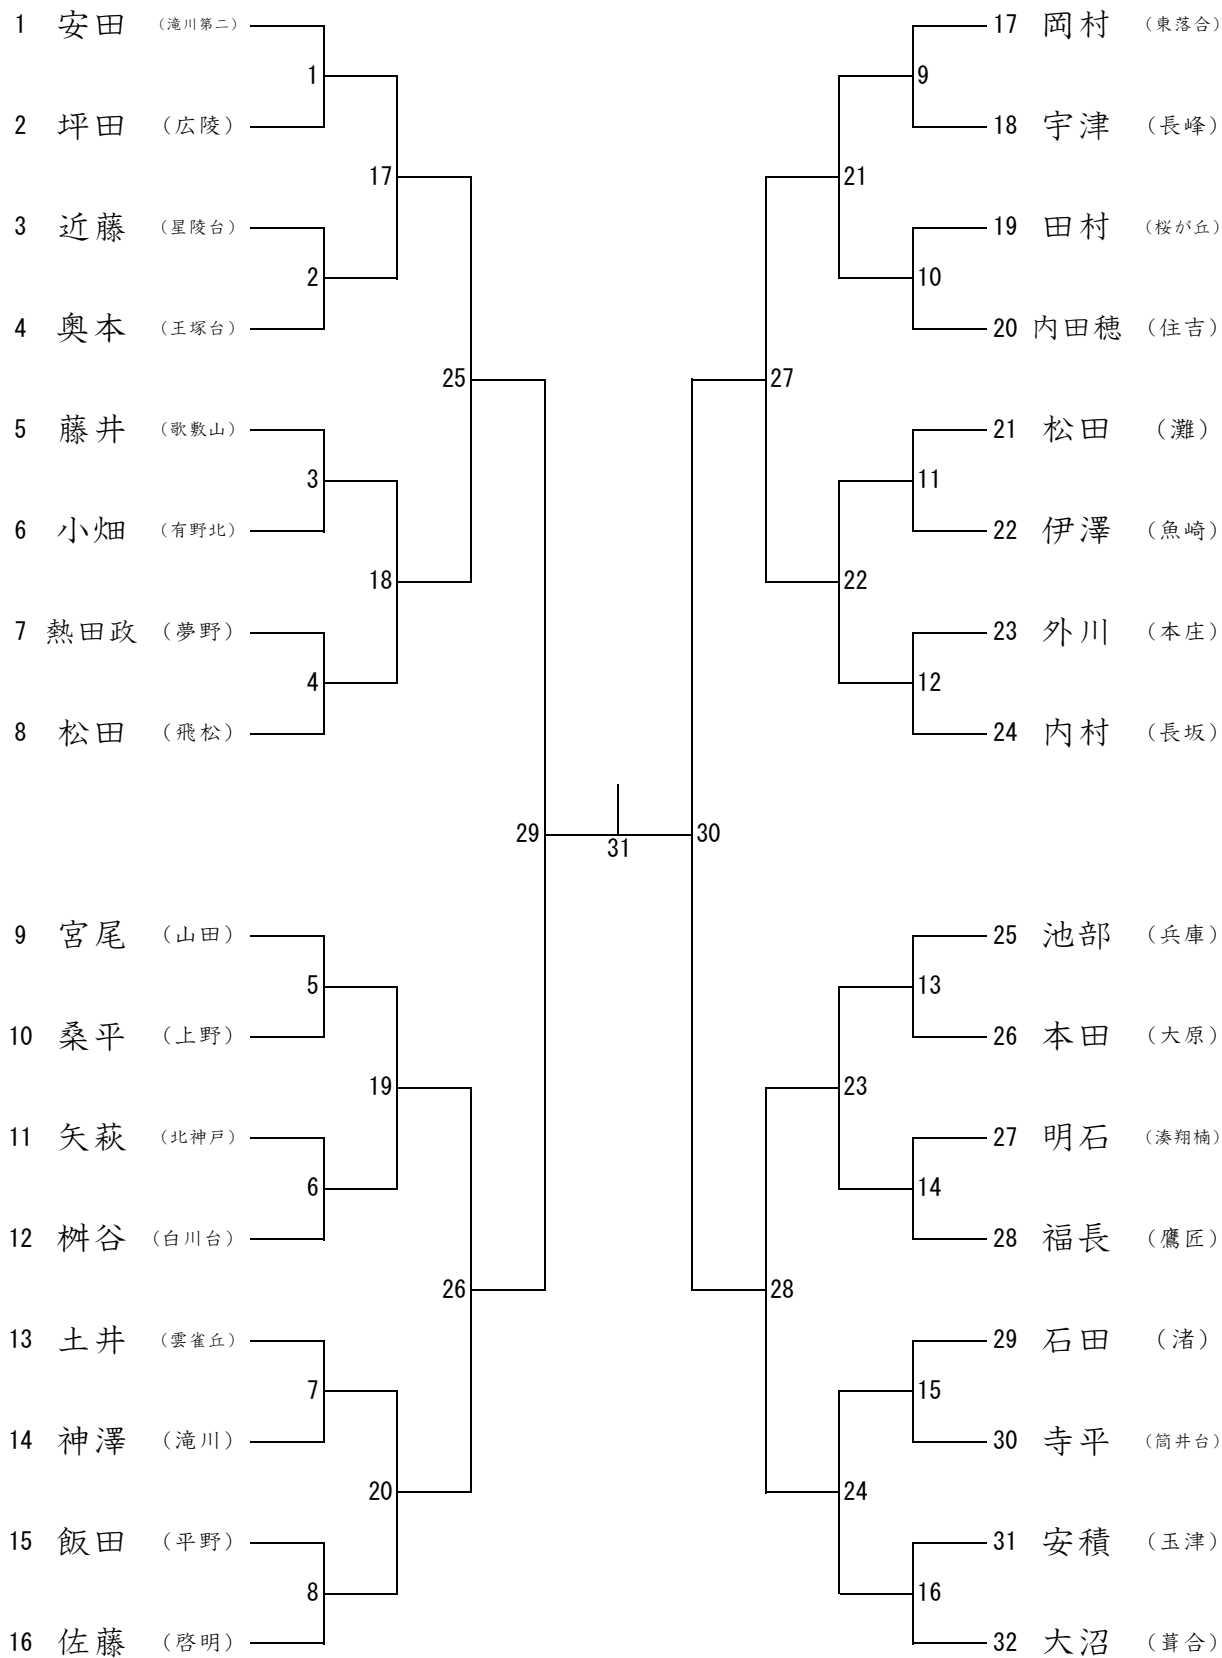 1 安田 （滝川第二）
1
2 坪田 （広陵）
17
3 近藤 （星陵台）
2
4 奥本 （王塚台）
25
5 藤井 （歌敷山）
3
6 小畑 （有野北）
18
7 熱田政 （夢野）
4
8 松田 （飛松）
29
9 宮尾 （山田）
5
10 桑平 （上野）
19
11 矢萩 （北神戸）
6
12 桝谷 （白川台）
26
13 土井 （雲雀丘）
7
14 神澤 （滝川）
20
15 飯田 （平野）
8
16 佐藤 （啓明）
31
17 岡村 （東落合）
9
18 宇津 （長峰）
21
19 田村 （桜が丘）
10
20 内田穂 （住吉）
27
21 松田 （灘）
11
22 伊澤 （魚崎）
22
23 外川 （本庄）
12
24 内村 （長坂）
30
25 池部 （兵庫）
13
26 本田 （大原）
23
27 明石 （湊翔楠）
14
28 福長 （鷹匠）
28
29 石田 （渚）
15
30 寺平 （筒井台）
24
31 安積 （玉津）
16
32 大沼 （葺合）